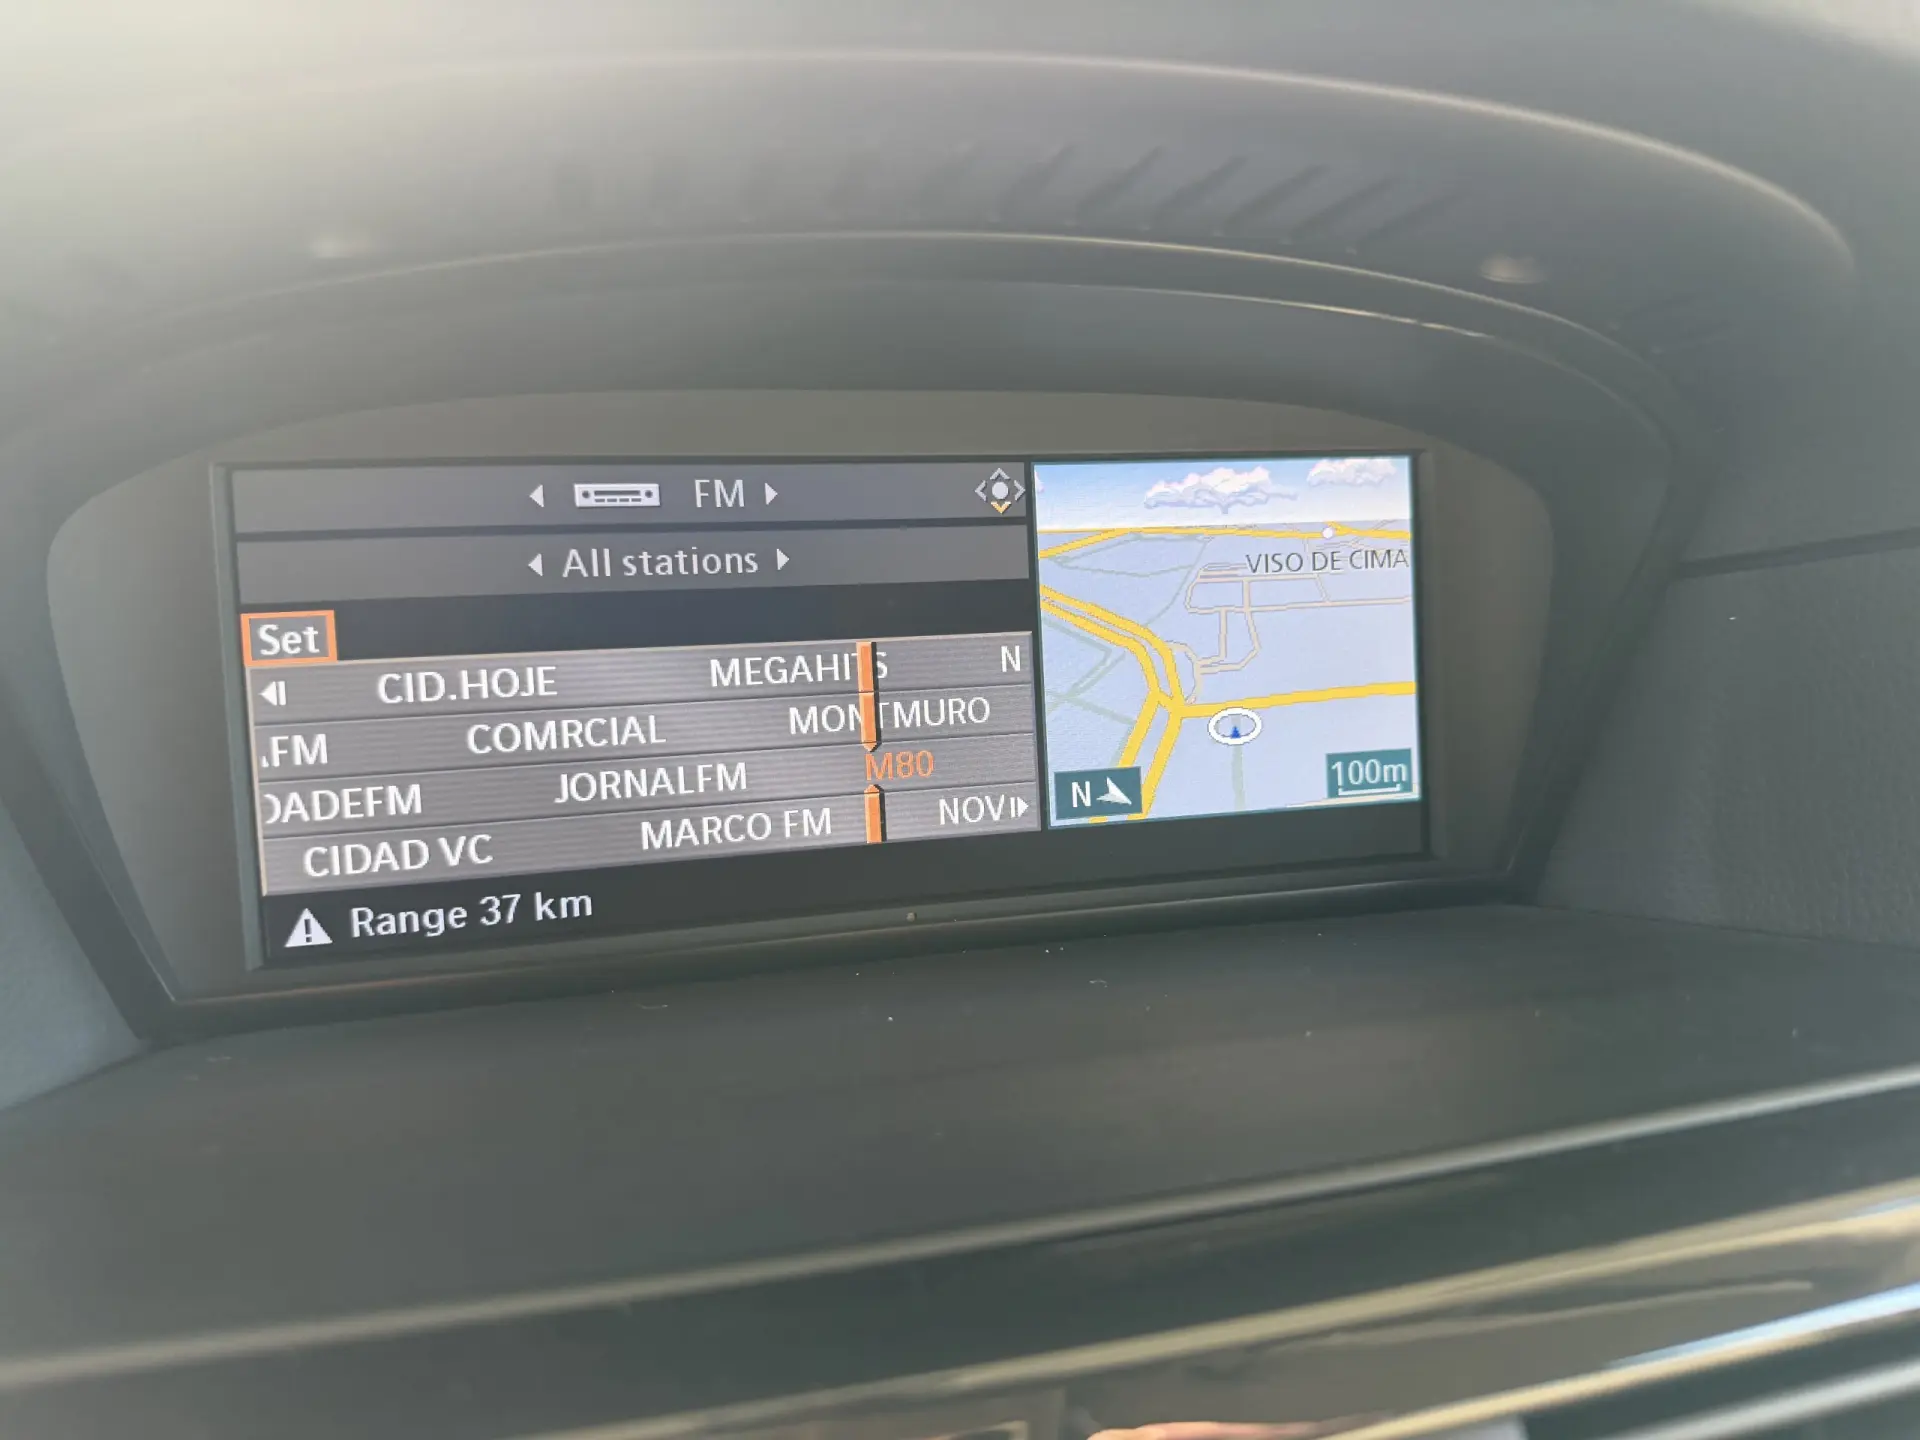 FM
All stations
Set
CID.HOJE MEGAHITS N
.FM COMRCIAL MONTMURO
DADEFM JORNALFM M80
CIDAD VC MARCO FM NOVI
Range 37 km
VISO DE CIMA
N
100m